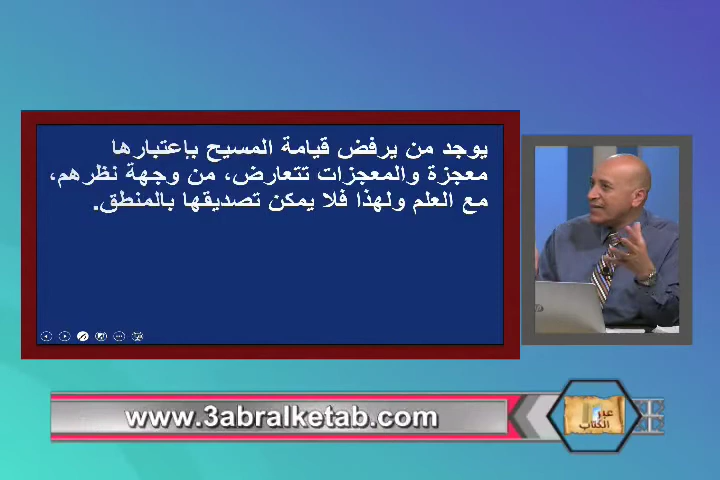 يوجد من يرفض قيامة المسيح بإعتبارها
معجزة والمعجزات تتعارض، من وجهة نظرهم،
مع العلم ولهذا فلا يمكن تصديقها بالمنطق.
www.3abralketab.com
عبر
الكتاب